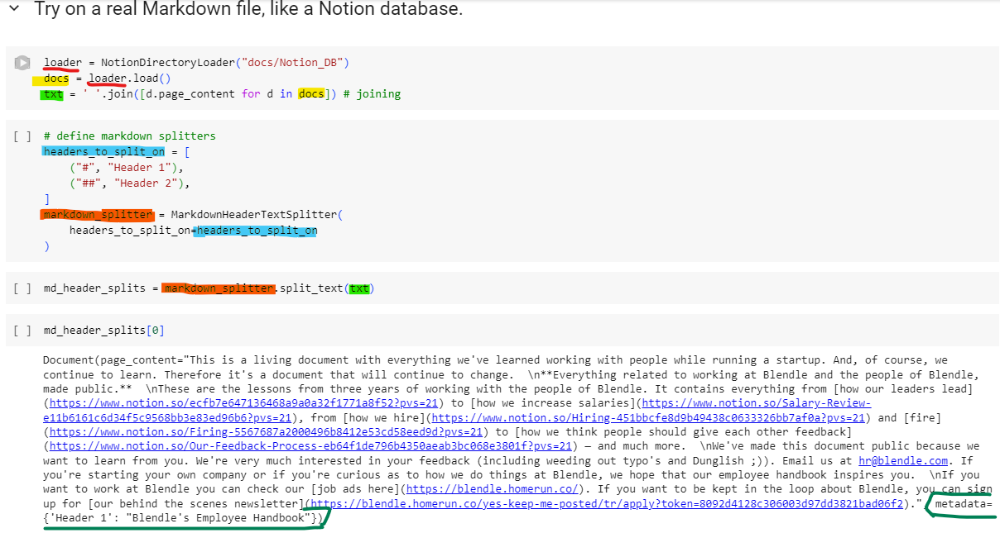 Try on a real Markdown file, like a Notion database.
loader = NotionDirectoryLoader("docs/Notion_DB")
docs = loader.load()
txt = ' '.join([d.page_content for d in docs]) # joining
[ ] # define markdown splitters
headers_to_split_on = [
("#", "Header 1"),
("##", "Header 2"),
]
markdown_splitter = MarkdownHeaderTextSplitter(
headers_to_split_on=headers_to_split_on
)
[ ] md_header_splits = markdown_splitter.split_text(txt)
[ ] md_header_splits[0]
Document(page_content="This is a living document with everything we've learned working with people while running a startup. And, of course, we
continue to learn. Therefore it's a document that will continue to change.  \n**Everything related to working at Blendle and the people of Blendle,
made public.**  \nThese are the lessons from three years of working with the people of Blendle. It contains everything from [how our leaders lead]
(https://www.notion.so/ecfb7e647136468a9a0a32f1771a8f52?pvs=21) to [how we increase salaries](https://www.notion.so/Salary-Review-
e11b6161c6d34f5c9568bb3e83ed96b6?pvs=21), from [how we hire](https://www.notion.so/Hiring-451bbcfe8d9b49438c0633326bb7af0a?pvs=21) and [fire]
(https://www.notion.so/Firing-5567687a2000496b8412e53cd58eed9d?pvs=21) to [how we think people should give each other feedback]
(https://www.notion.so/Our-Feedback-Process-eb64f1de796b4350aeab3bc068e3801f?pvs=21) — and much more.  \nWe've made this document public because we
want to learn from you. We're very much interested in your feedback (including weeding out typo's and Dunglish ;)). Email us at hr@blendle.com. If
you're starting your own company or if you're curious as to how we do things at Blendle, we hope that our employee handbook inspires you.  \nIf you
want to work at Blendle you can check our [job ads here](https://blendle.homerun.co/). If you want to be kept in the loop about Blendle, you can sign
up for [our behind the scenes newsletter](https://blendle.homerun.co/yes-keep-me-posted/tr/apply?token=8092d4128c306003d97dd3821bad06f2).", metadata=
{'Header 1': "Blendle's Employee Handbook"})